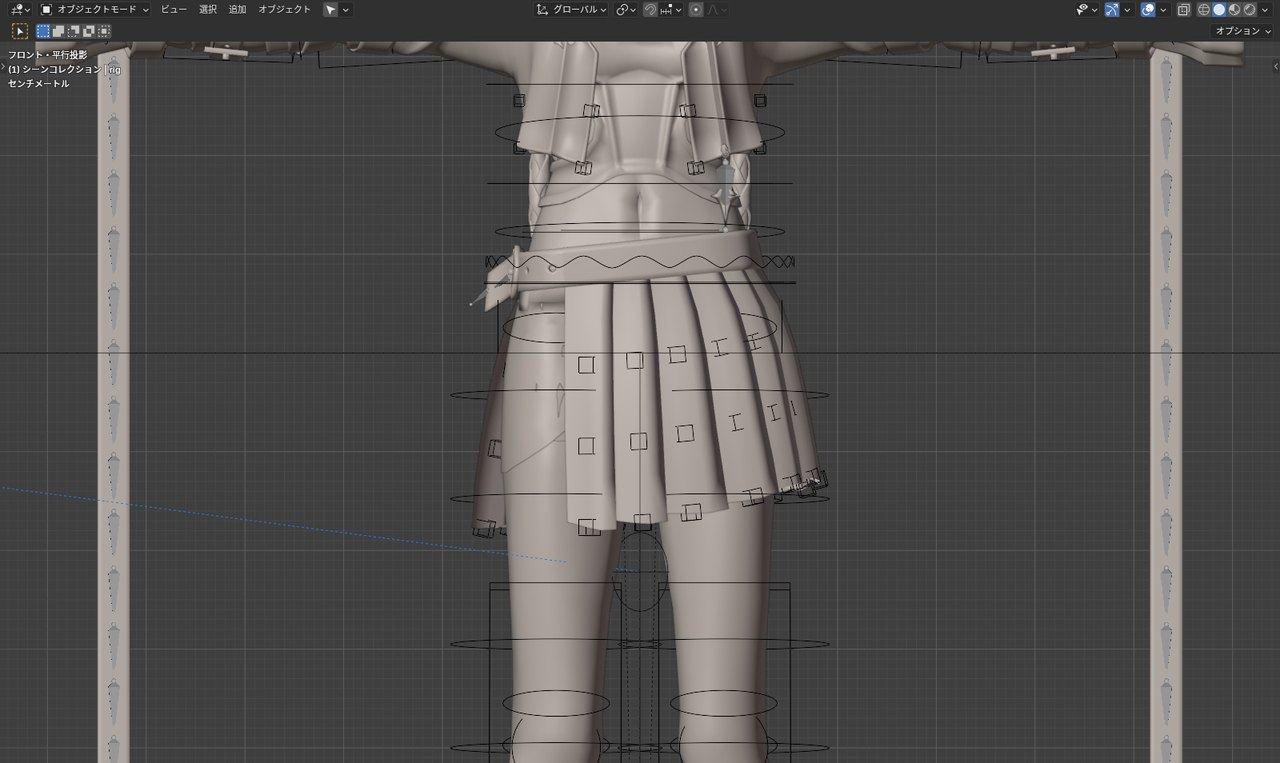 オブジェクトモード ビュー 選択 追加 オブジェクト グローバル
オプション
フロント・平行投影
(1) シーンコレクション | rig
センチメートル